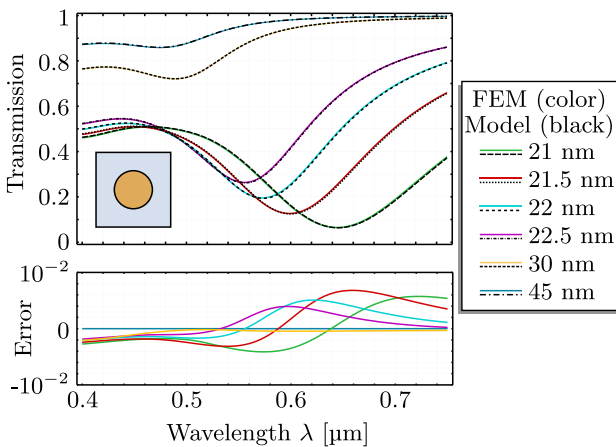 1
0.8
0.6
0.4
0.2
0
Transmission
10⁻²
0
-10⁻²
Error
0.4
0.5
0.6
0.7
Wavelength λ [µm]
FEM (color)
Model (black)
21 nm
21.5 nm
22 nm
22.5 nm
30 nm
45 nm